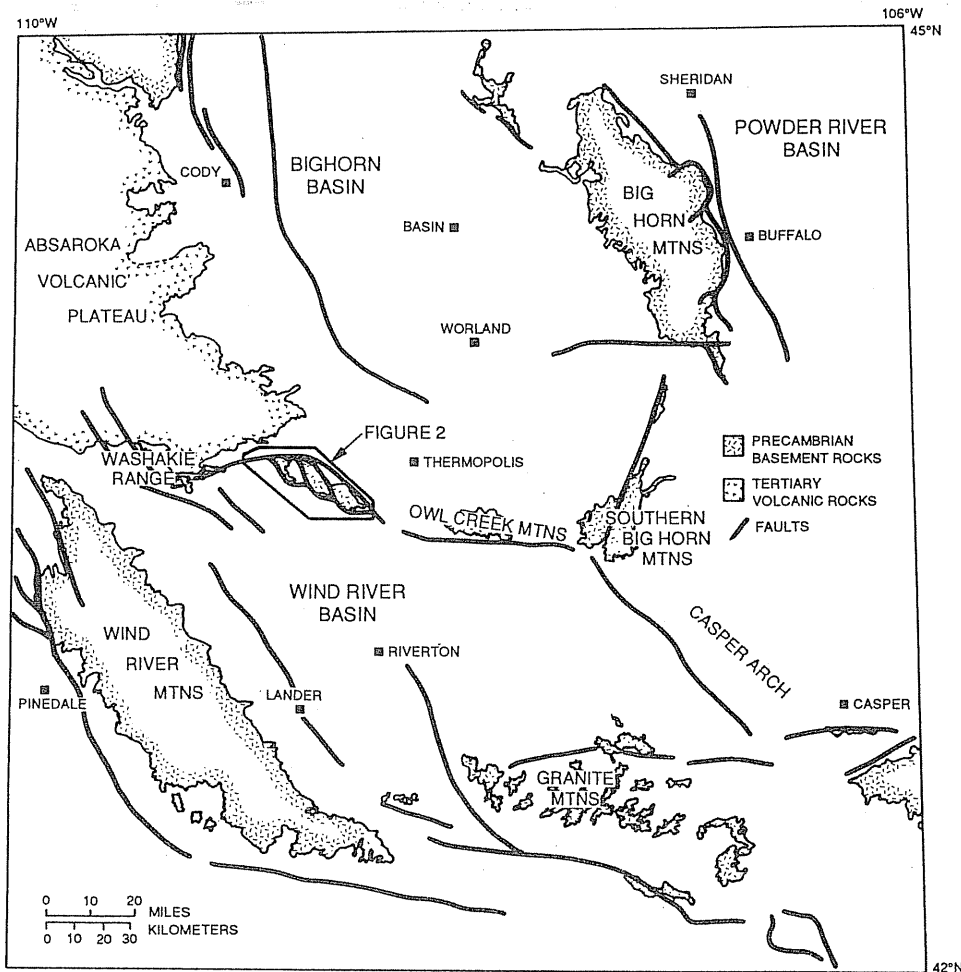 110°W
106°W
45°N
SHERIDAN
POWDER RIVER
BASIN
CODY
BIGHORN
BASIN
BIG
HORN
MTNS
BASIN
BUFFALO
ABSAROKA
VOLCANIC
PLATEAU
WORLAND
FIGURE 2
WASHAKIE
RANGE
THERMOPOLIS
PRECAMBRIAN
BASEMENT ROCKS
TERTIARY
VOLCANIC ROCKS
FAULTS
OWL CREEK MTNS
SOUTHERN
BIG HORN
MTNS
WIND RIVER
BASIN
WIND
RIVER
MTNS
RIVERTON
CASPER ARCH
PINEDALE
LANDER
CASPER
GRANITE
MTNS
0 10 20
MILES
KILOMETERS
0 10 20 30
42°N